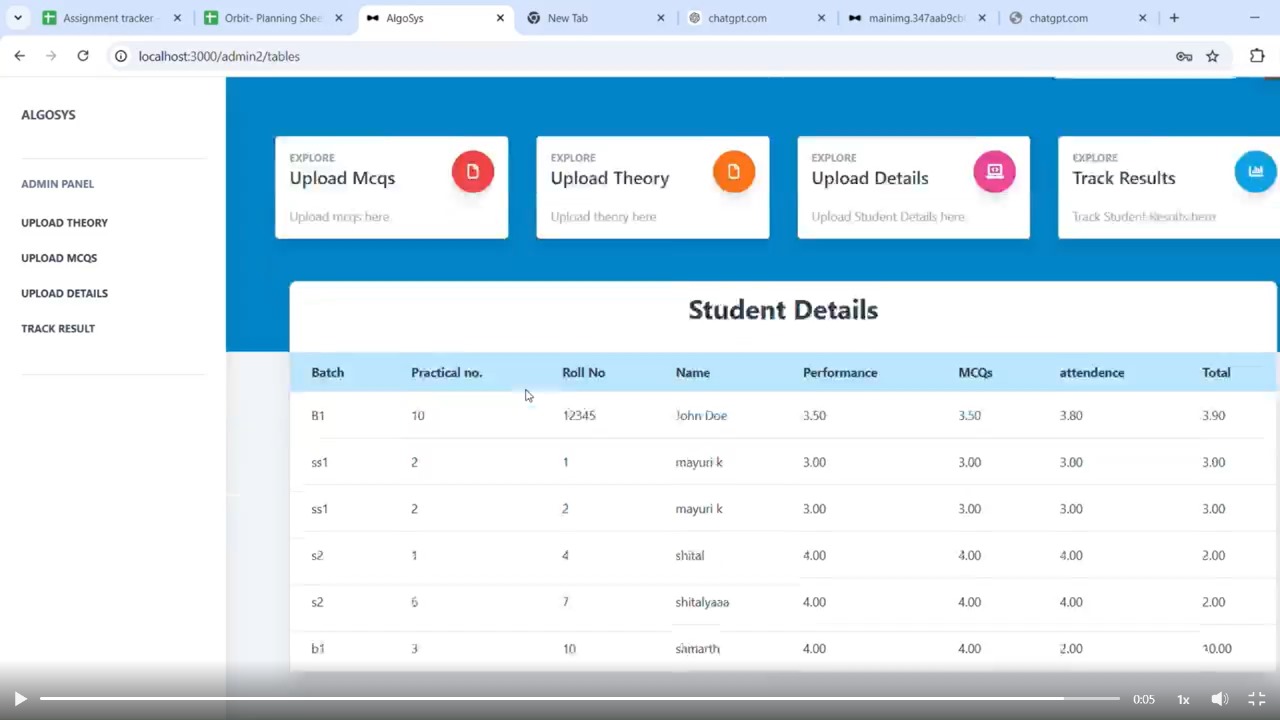 Assignment tracker
Orbit- Planning Shee
AlgoSys
New Tab
chatgpt.com
mainimg.347aab9cb
chatgpt.com
localhost:3000/admin2/tables
ALGOSYS
ADMIN PANEL
UPLOAD THEORY
UPLOAD MCQS
UPLOAD DETAILS
TRACK RESULT
EXPLORE
Upload Mcqs
Upload mcqs here
EXPLORE
Upload Theory
Upload theory here
EXPLORE
Upload Details
Upload Student Details here
EXPLORE
Track Results
Track Student Results here
Student Details
Batch Practical no. Roll No Name Performance MCQs attendence Total
B1 10 12345 John Doe 3.50 3.50 3.80 3.90
ss1 2 1 mayuri k 3.00 3.00 3.00 3.00
ss1 2 2 mayuri k 3.00 3.00 3.00 3.00
s2 1 4 shital 4.00 4.00 4.00 2.00
s2 6 7 shitalyaaa 4.00 4.00 4.00 2.00
b1 3 10 samarth 4.00 4.00 2.00 10.00
0:05 1x